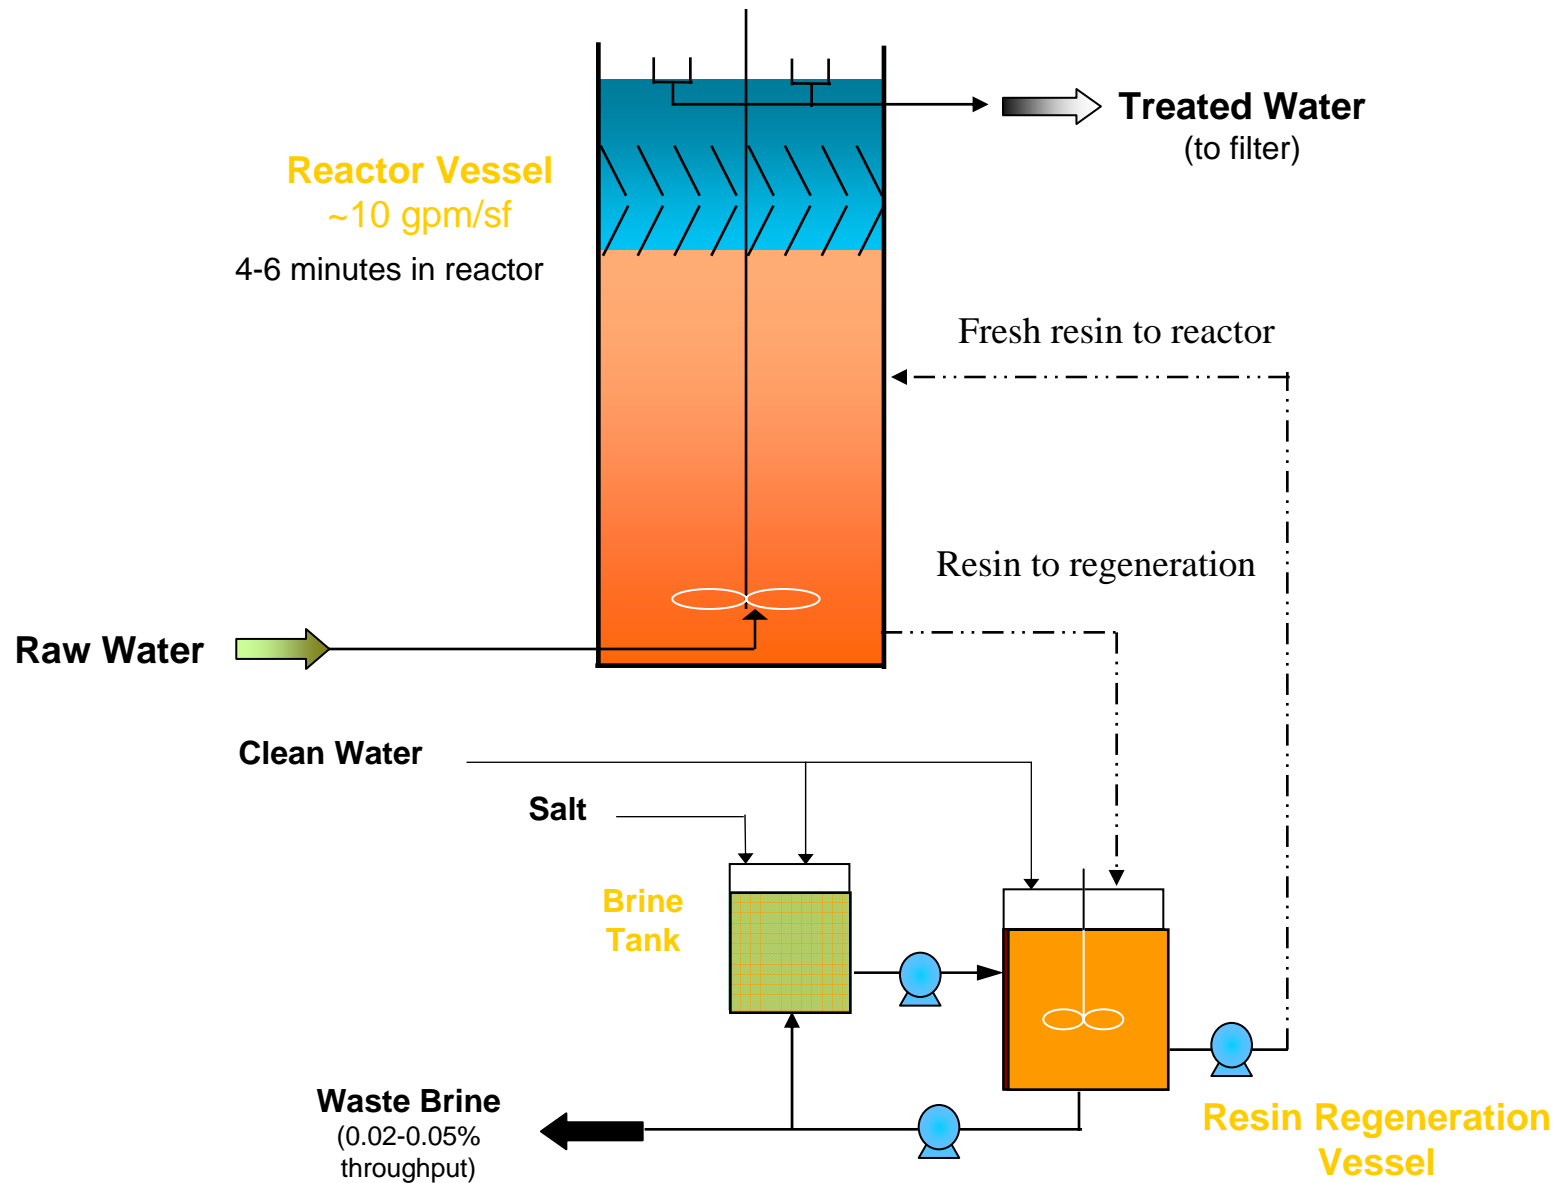 Treated Water
(to filter)
Reactor Vessel
~10 gpm/sf
4-6 minutes in reactor
Fresh resin to reactor
Resin to regeneration
Raw Water
Clean Water
Salt
Brine
Tank
Waste Brine
(0.02-0.05%
throughput)
Resin Regeneration
Vessel